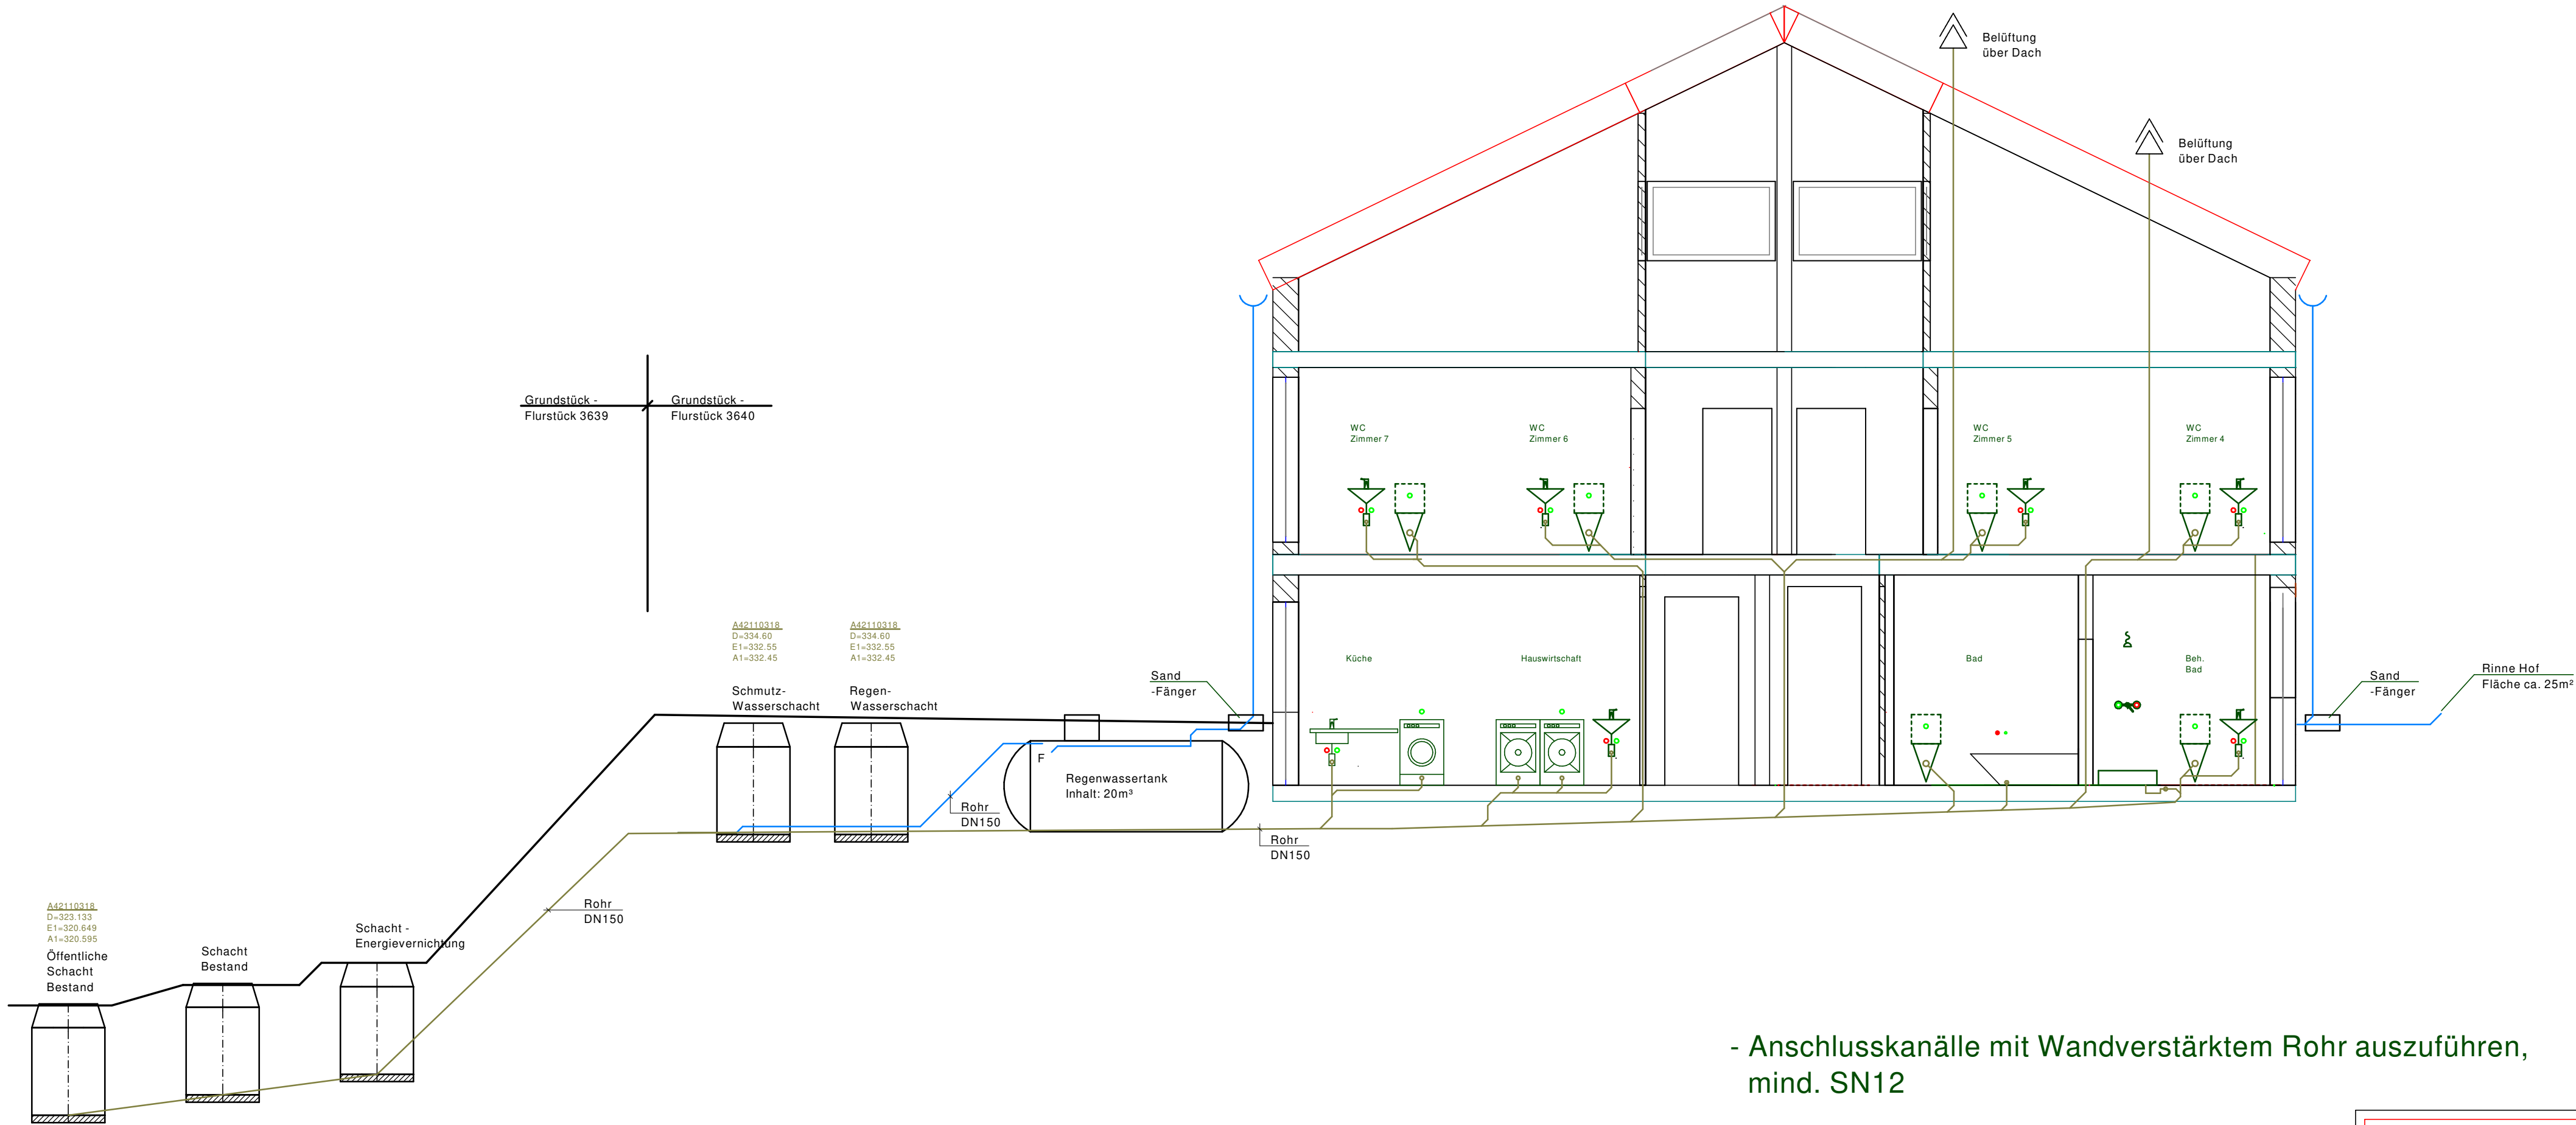 Belüftung
über Dach
Belüftung
über Dach
Grundstück -
Flurstück 3639
Grundstück -
Flurstück 3640
WC
Zimmer 7
WC
Zimmer 6
WC
Zimmer 5
WC
Zimmer 4
A42110318
D=334.60
E1=332.55
A1=332.45
A42110318
D=334.60
E1=332.55
A1=332.45
Schmutz-
Wasserschacht
Regen-
Wasserschacht
Sand
-Fänger
Küche
Hauswirtschaft
Bad
Beh.
Bad
Sand
-Fänger
Rinne Hof
Fläche ca. 25m²
F
Regenwassertank
Inhalt: 20m³
Rohr
DN150
Rohr
DN150
Rohr
DN150
A42110318
D=323.133
E1=320.649
A1=320.595
Öffentliche
Schacht
Bestand
Schacht
Bestand
Schacht -
Energievernichtung
- Anschlusskanälle mit Wandverstärktem Rohr auszuführen,
mind. SN12